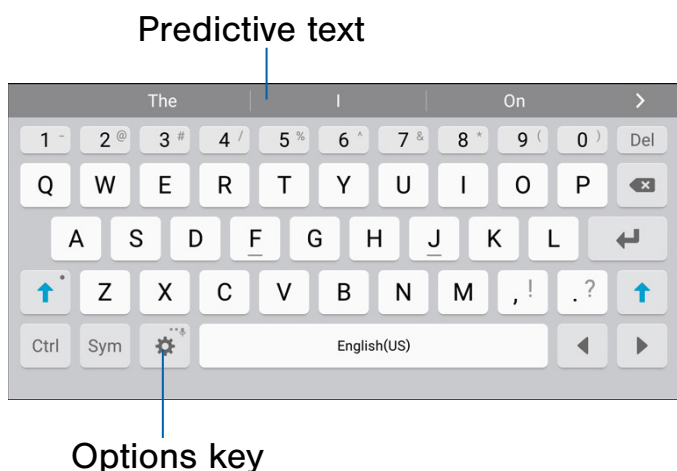 Predictive text
The I On >
1 - 2 @ 3 # 4 / 5 % 6 ^ 7 & 8 * 9 ( 0 ) Del
Q W E R T Y U I O P
A S D F G H J K L
Z X C V B N M , ! . ?
Ctrl Sym English(US)
Options key